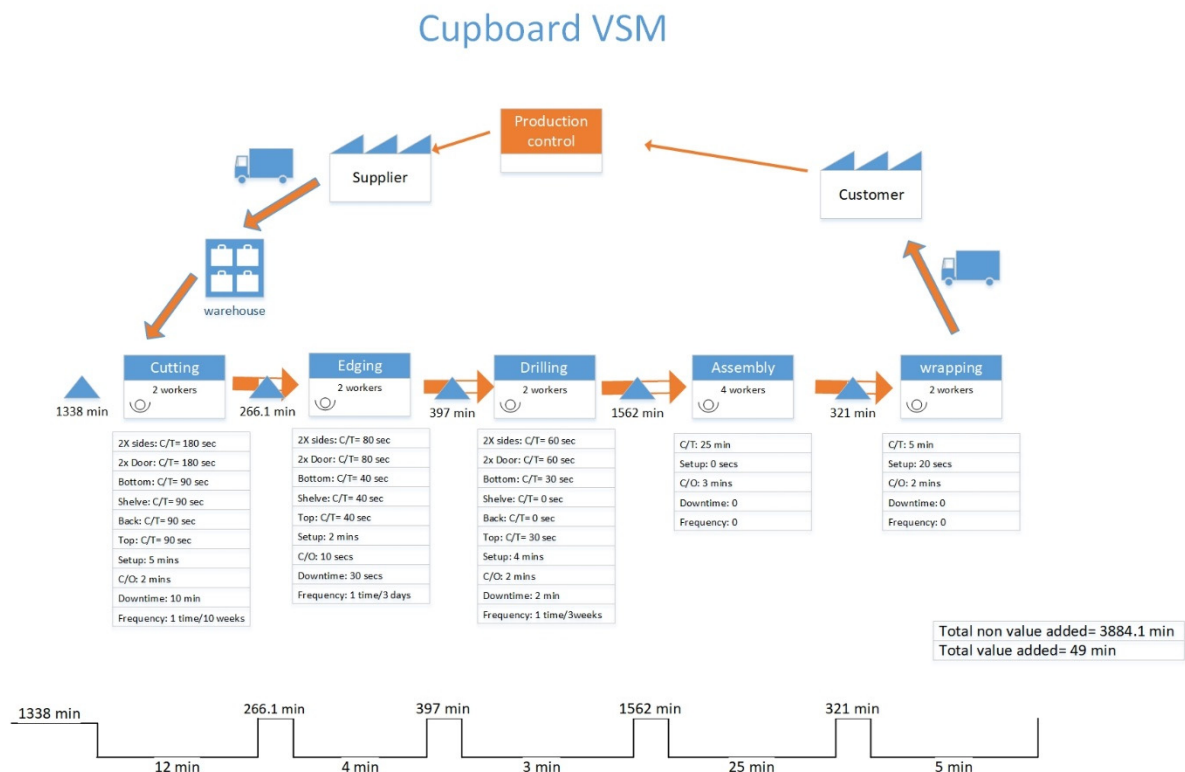 Cupboard VSM
Production
control
Supplier
Customer
warehouse
Cutting
2 workers
Edging
2 workers
Drilling
2 workers
Assembly
4 workers
wrapping
2 workers
1338 min
266.1 min
397 min
1562 min
321 min
2X sides: C/T= 180 sec
2x Door: C/T= 180 sec
Bottom: C/T= 90 sec
Shelve: C/T= 90 sec
Back: C/T= 90 sec
Top: C/T= 90 sec
Setup: 5 mins
C/O: 2 mins
Downtime: 10 min
Frequency: 1 time/10 weeks
2X sides: C/T= 80 sec
2x Door: C/T= 80 sec
Bottom: C/T= 40 sec
Shelve: C/T= 40 sec
Top: C/T= 40 sec
Setup: 2 mins
C/O: 10 secs
Downtime: 30 secs
Frequency: 1 time/3 days
2X sides: C/T= 60 sec
2x Door: C/T= 60 sec
Bottom: C/T= 30 sec
Shelve: C/T= 0 sec
Back: C/T= 0 sec
Top: C/T= 30 sec
Setup: 4 mins
C/O: 2 mins
Downtime: 2 min
Frequency: 1 time/3weeks
C/T: 25 min
Setup: 0 secs
C/O: 3 mins
Downtime: 0
Frequency: 0
C/T: 5 min
Setup: 20 secs
C/O: 2 mins
Downtime: 0
Frequency: 0
Total non value added= 3884.1 min
Total value added= 49 min
1338 min
266.1 min
397 min
1562 min
321 min
12 min
4 min
3 min
25 min
5 min